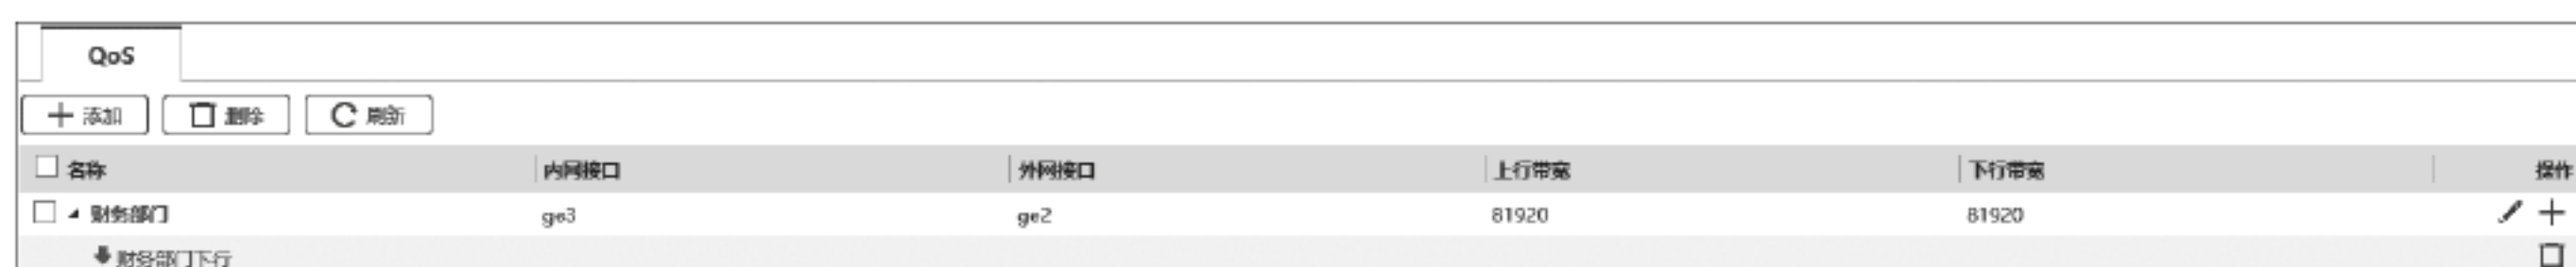 QoS
添加 删除 刷新
名称 内网接口 外网接口 上行带宽 下行带宽 操作
财务部门 ge3 ge2 81920 81920
财务部门下行